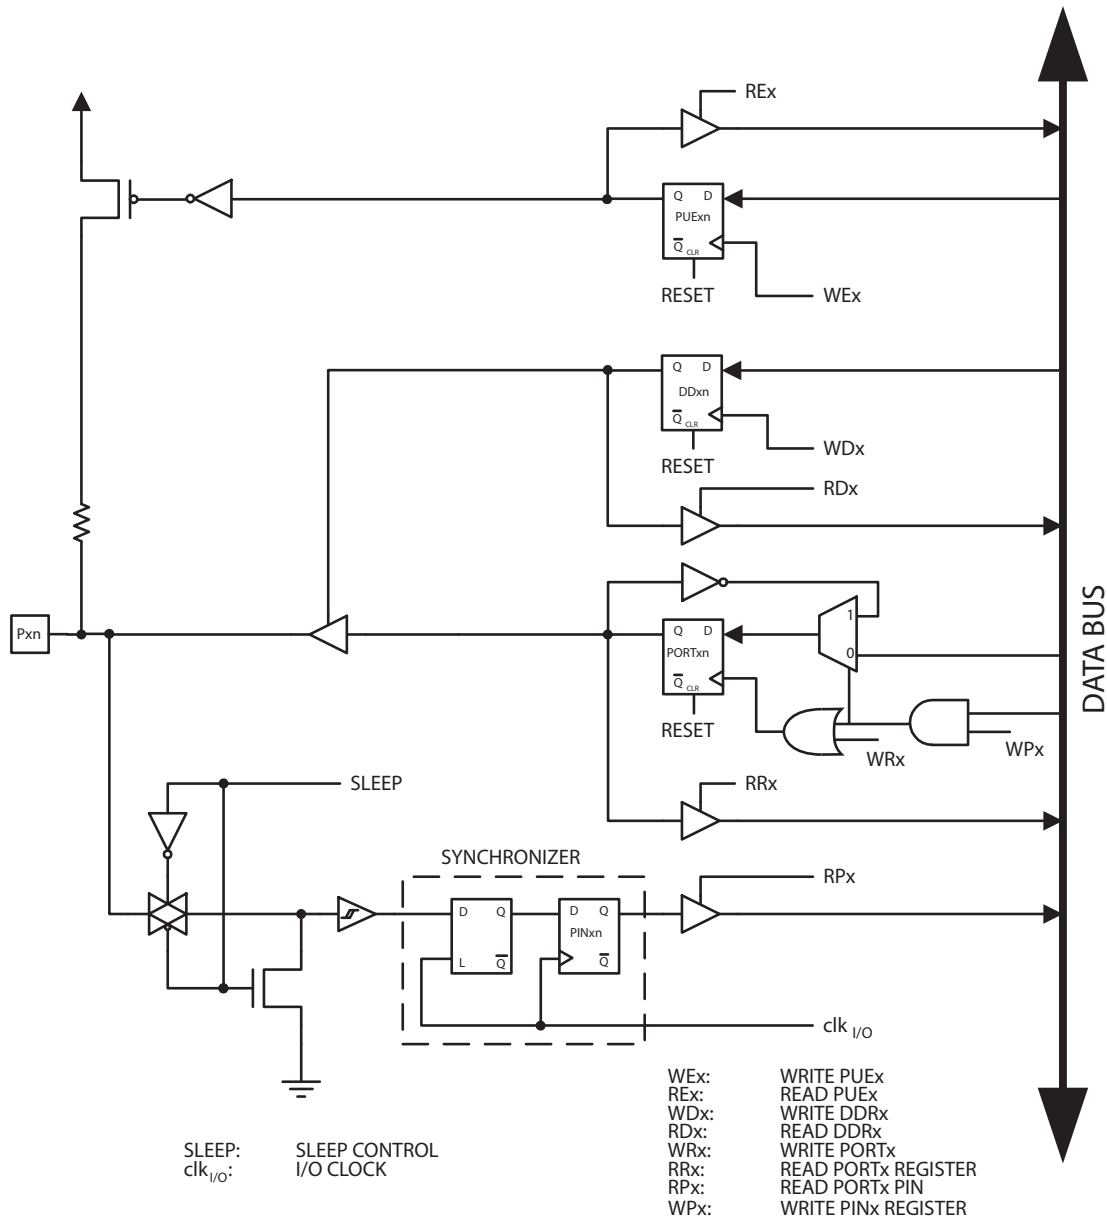 REx
Q D
PUExn
Q CLR
RESET
WEx
Q D
DDxn
Q CLR
RESET
WDx
RDx
Pxn
1
0
Q D
PORTxn
Q CLR
RESET
WRx
WPx
DATA BUS
SLEEP
RRx
SYNCHRONIZER
RPx
D Q
L Q
D Q
PINxn
Q
clk I/O
WEx: WRITE PUEx
REx: READ PUEx
WDx: WRITE DDRx
RDx: READ DDRx
WRx: WRITE PORTx
RRx: READ PORTx REGISTER
RPx: READ PORTx PIN
WPx: WRITE PINx REGISTER
SLEEP: SLEEP CONTROL
clk I/O: I/O CLOCK